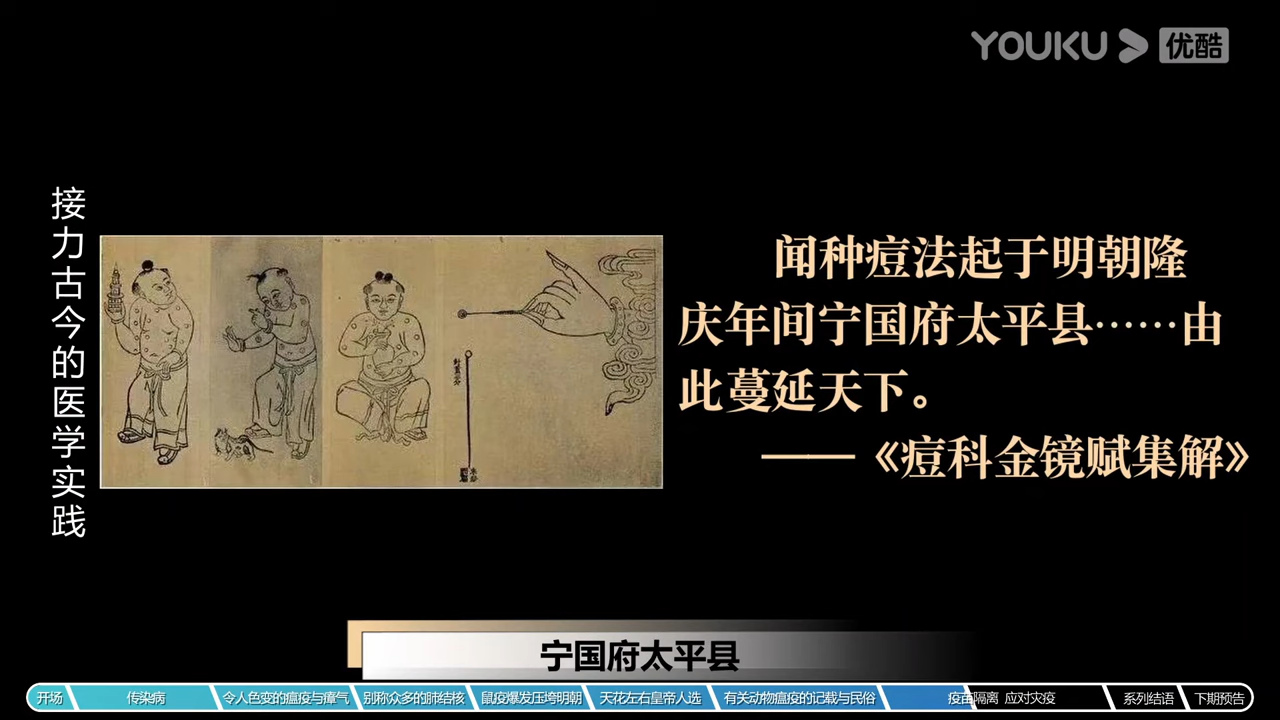 YOUKU 优酷
接力古今的医学实践
闻种痘法起于明朝隆
庆年间宁国府太平县……由
此蔓延天下。
——《痘科金镜赋集解》
宁国府太平县
开场 传染病 令人色变的瘟疫与瘴气 别称众多的肺结核 鼠疫爆发压垮明朝 天花左右皇帝人选 有关动物瘟疫的记载与民俗 疫苗隔离 应对灾疫 系列结语 下期预告